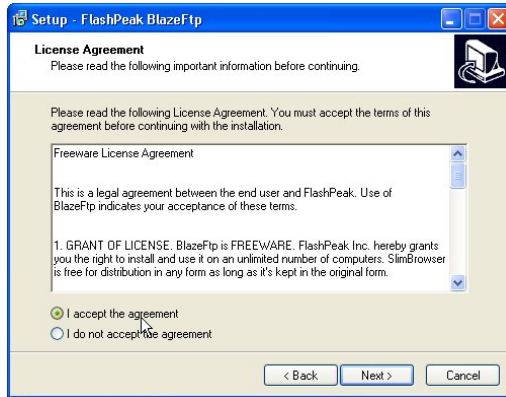 Setup - FlashPeak BlazeFtp
License Agreement
Please read the following important information before continuing.
Please read the following License Agreement. You must accept the terms of this
agreement before continuing with the installation.
Freeware License Agreement
This is a legal agreement between the end user and FlashPeak. Use of
BlazeFtp indicates your acceptance of these terms.
1. GRANT OF LICENSE. BlazeFtp is FREEWARE. FlashPeak Inc. hereby grants
you the right to install and use it on an unlimited number of computers. SlimBrowser
is free for distribution in any form as long as it's kept in the original form.
I accept the agreement
I do not accept the agreement
< Back
Next >
Cancel